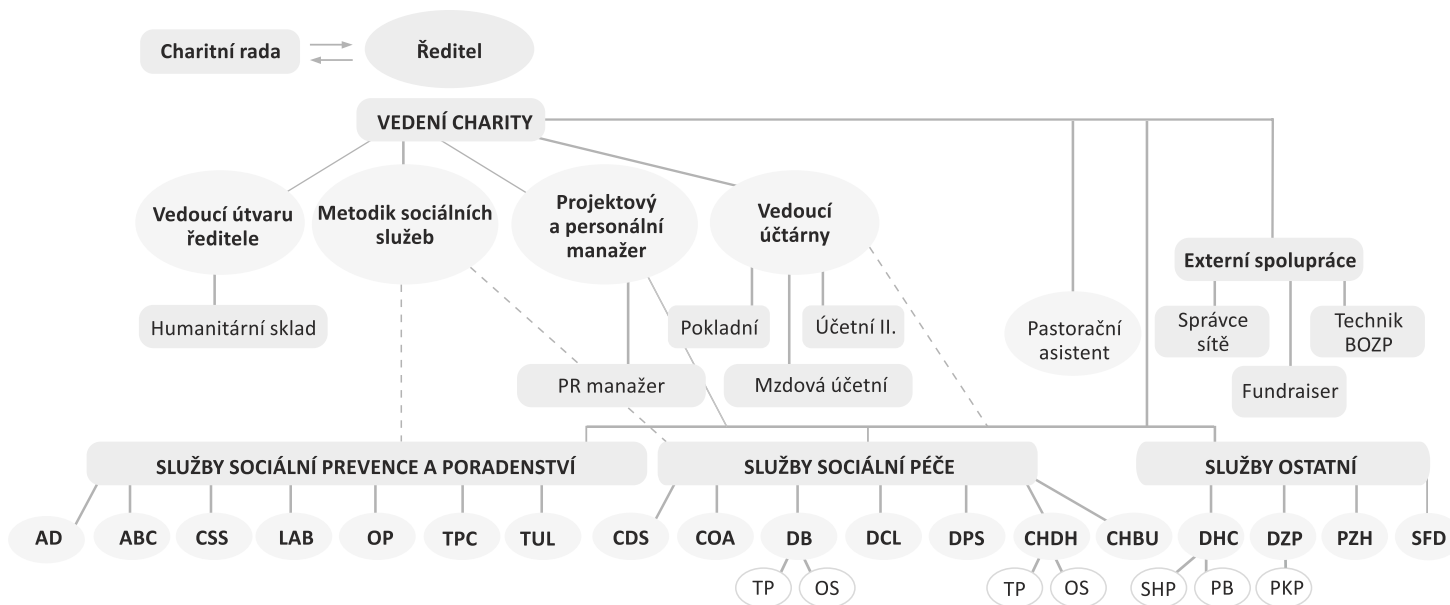 Charitní rada
Ředitel
VEDENÍ CHARITY
Vedoucí útvaru
ředitele
Metodik sociálních
služeb
Projektový
a personální
manažer
Vedoucí
účtárny
Externí spolupráce
Humanitární sklad
Pokladní
Účetní II.
Pastorační
asistent
Správce
sítě
Technik
BOZP
PR manažer
Mzdová účetní
Fundraiser
SLUŽBY SOCIÁLNÍ PREVENCE A PORADENSTVÍ
SLUŽBY SOCIÁLNÍ PÉČE
SLUŽBY OSTATNÍ
AD
ABC
CSS
LAB
OP
TPC
TUL
CDS
COA
DB
DCL
DPS
CHDH
CHBU
DHC
DZP
PZH
SFD
TP
OS
TP
OS
SHP
PB
PKP